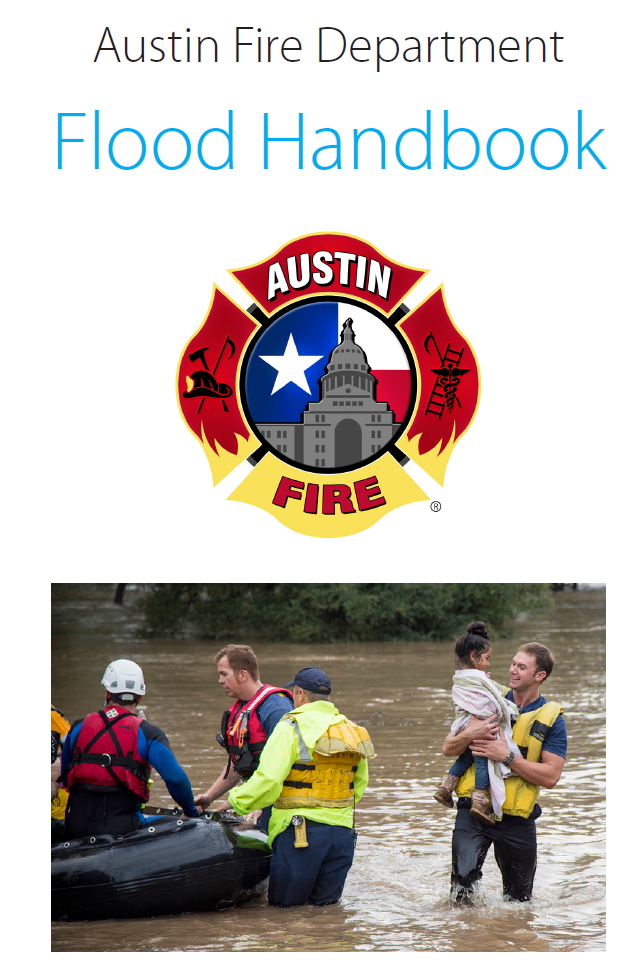 Austin Fire Department
Flood Handbook
AUSTIN
FIRE
®